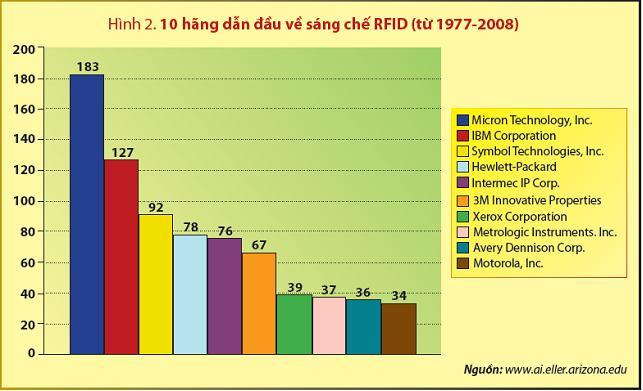 Hình 2. 10 hãng dẫn đầu về sáng chế RFID (từ 1977-2008)
200
180
160
140
120
100
80
60
40
20
0
183
127
92
78
76
67
39
37
36
34
Micron Technology, Inc.
IBM Corporation
Symbol Technologies, Inc.
Hewlett-Packard
Intermec IP Corp.
3M Innovative Properties
Xerox Corporation
Metrologic Instruments. Inc.
Avery Dennison Corp.
Motorola, Inc.
Nguồn: www.ai.eller.arizona.edu